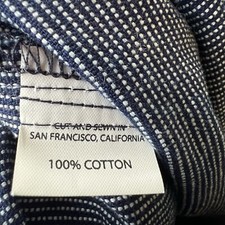 CUT AND SEWN IN
SAN FRANCISCO, CALIFORNIA
100% COTTON